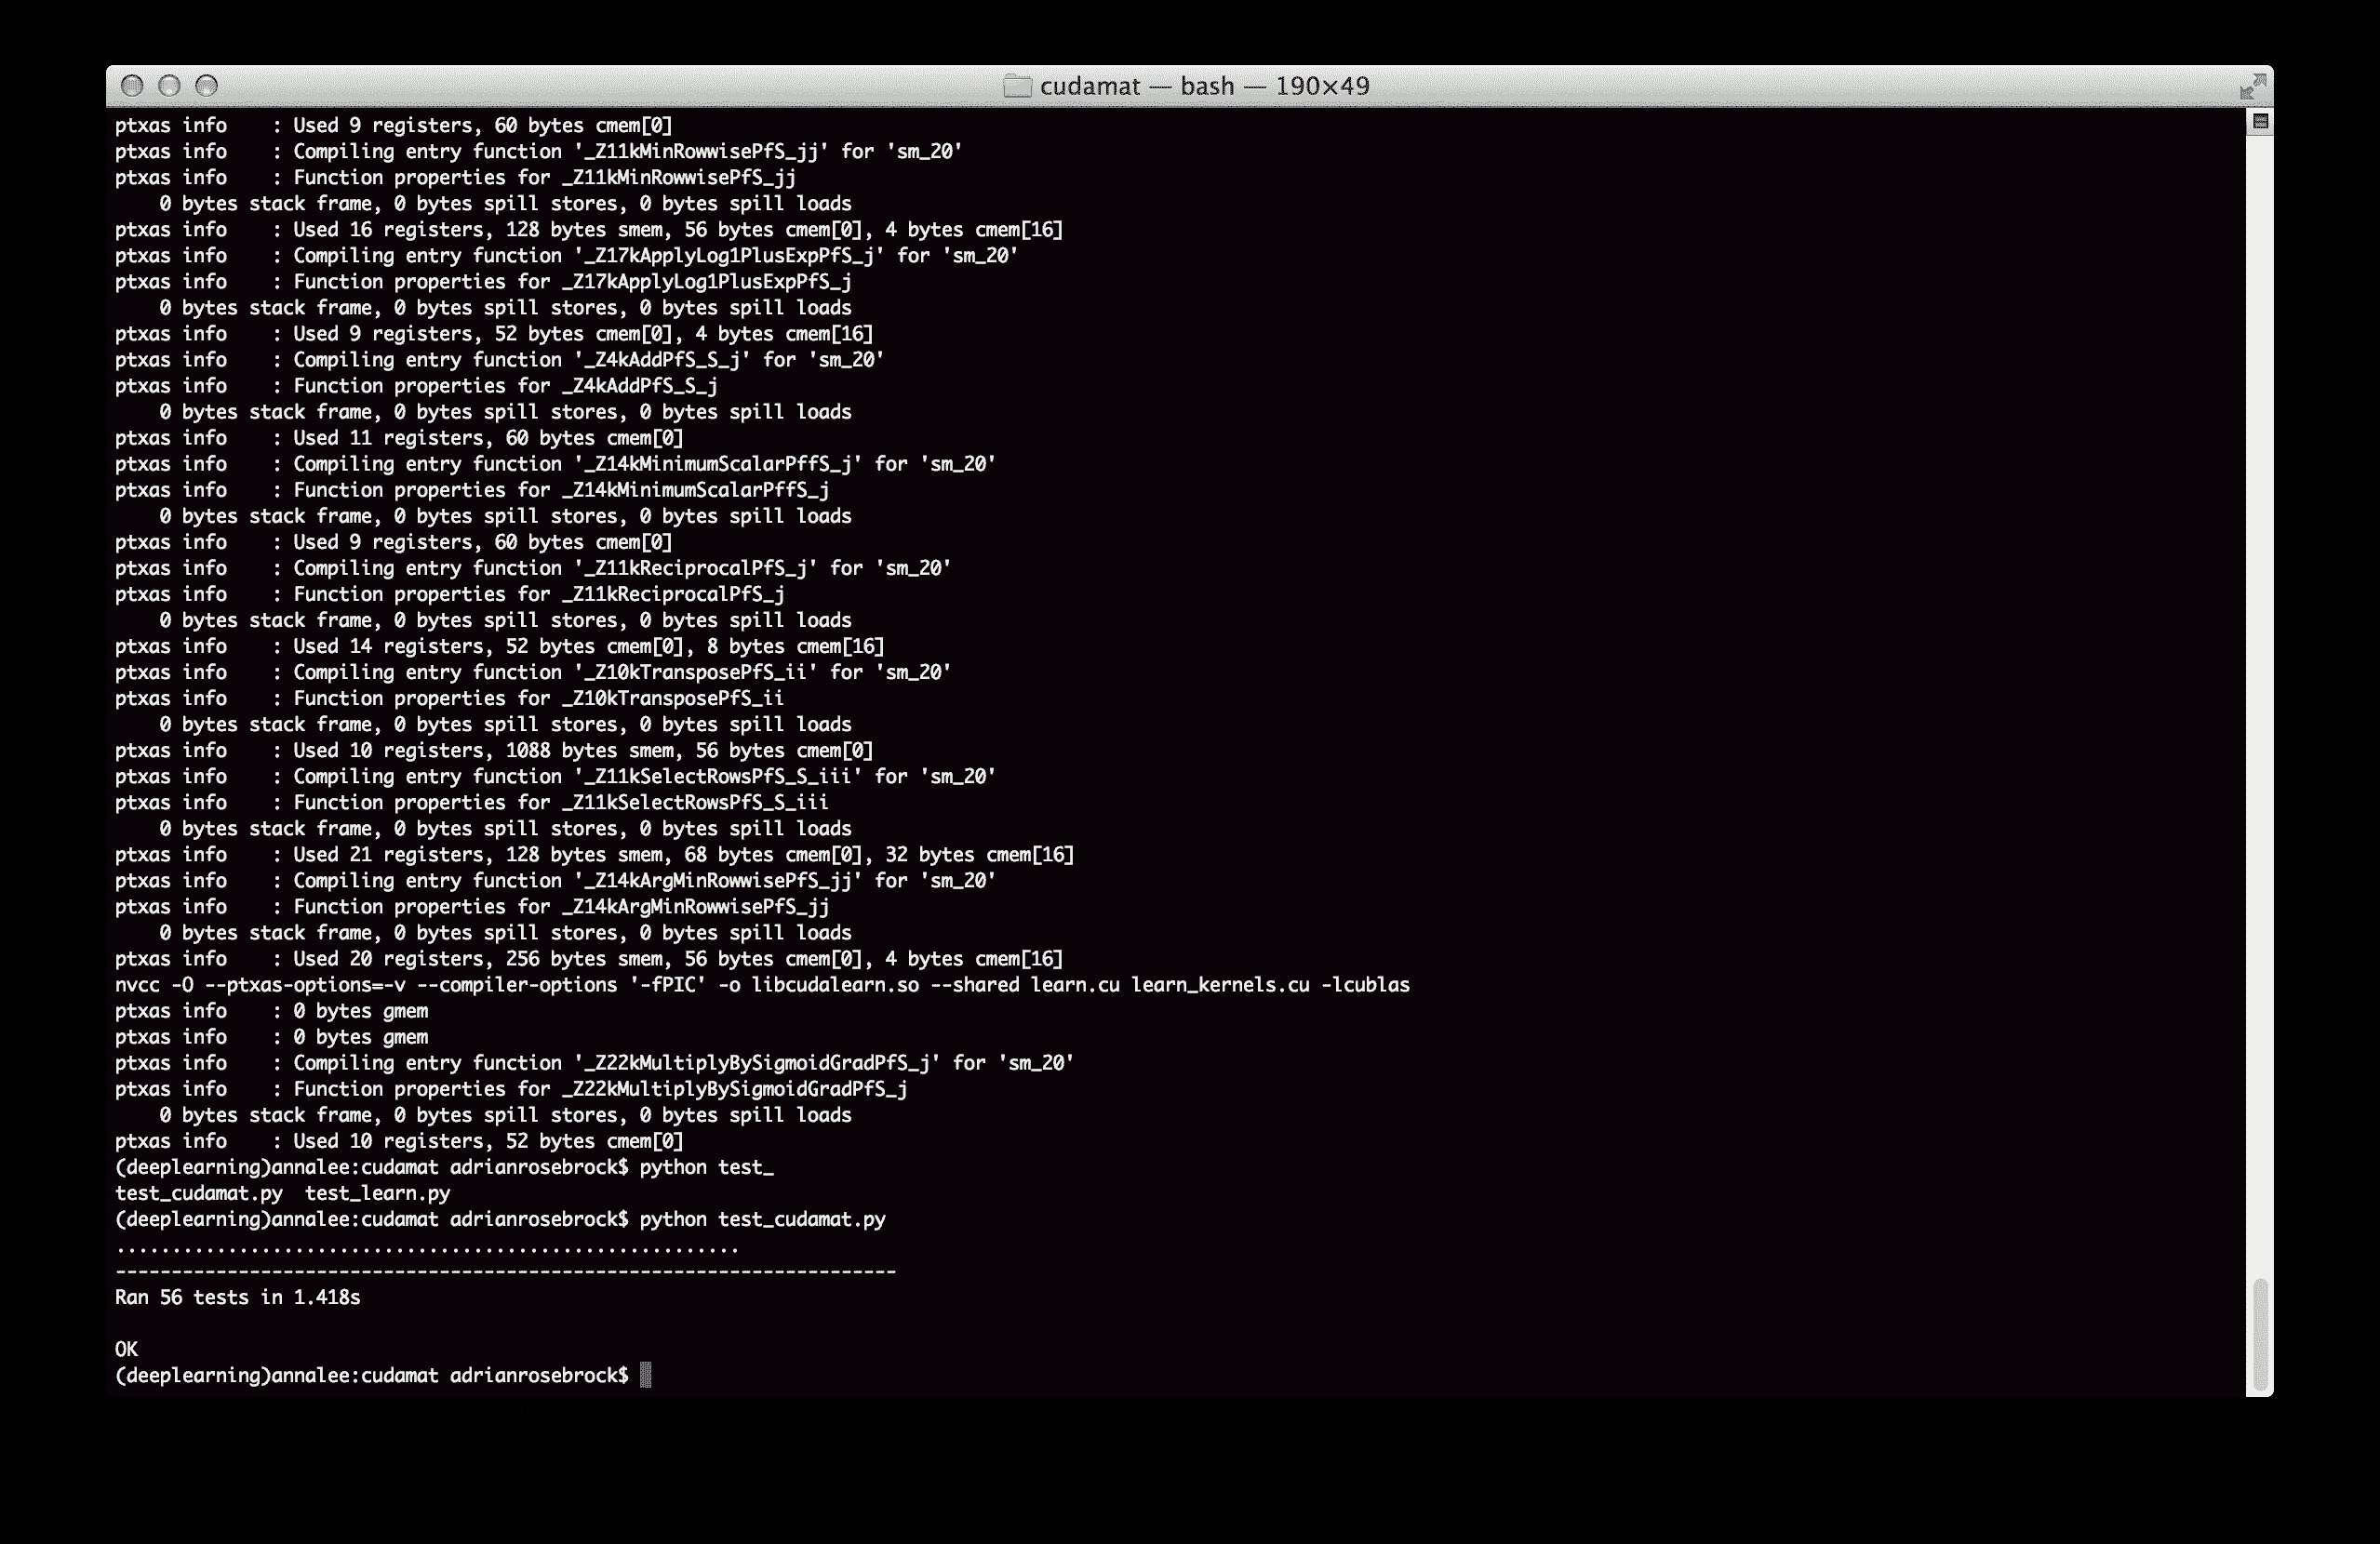 cudamat — bash — 190×49
ptxas info    : Used 9 registers, 60 bytes cmem[0]
ptxas info    : Compiling entry function '_Z11kMinRowwisePfS_jj' for 'sm_20'
ptxas info    : Function properties for _Z11kMinRowwisePfS_jj
    0 bytes stack frame, 0 bytes spill stores, 0 bytes spill loads
ptxas info    : Used 16 registers, 128 bytes smem, 56 bytes cmem[0], 4 bytes cmem[16]
ptxas info    : Compiling entry function '_Z17kApplyLog1PlusExpPfS_j' for 'sm_20'
ptxas info    : Function properties for _Z17kApplyLog1PlusExpPfS_j
    0 bytes stack frame, 0 bytes spill stores, 0 bytes spill loads
ptxas info    : Used 9 registers, 52 bytes cmem[0], 4 bytes cmem[16]
ptxas info    : Compiling entry function '_Z4kAddPfS_S_j' for 'sm_20'
ptxas info    : Function properties for _Z4kAddPfS_S_j
    0 bytes stack frame, 0 bytes spill stores, 0 bytes spill loads
ptxas info    : Used 11 registers, 60 bytes cmem[0]
ptxas info    : Compiling entry function '_Z14kMinimumScalarPffS_j' for 'sm_20'
ptxas info    : Function properties for _Z14kMinimumScalarPffS_j
    0 bytes stack frame, 0 bytes spill stores, 0 bytes spill loads
ptxas info    : Used 9 registers, 60 bytes cmem[0]
ptxas info    : Compiling entry function '_Z11kReciprocalPfS_j' for 'sm_20'
ptxas info    : Function properties for _Z11kReciprocalPfS_j
    0 bytes stack frame, 0 bytes spill stores, 0 bytes spill loads
ptxas info    : Used 14 registers, 52 bytes cmem[0], 8 bytes cmem[16]
ptxas info    : Compiling entry function '_Z10kTransposePfS_ii' for 'sm_20'
ptxas info    : Function properties for _Z10kTransposePfS_ii
    0 bytes stack frame, 0 bytes spill stores, 0 bytes spill loads
ptxas info    : Used 10 registers, 1088 bytes smem, 56 bytes cmem[0]
ptxas info    : Compiling entry function '_Z11kSelectRowsPfS_S_iii' for 'sm_20'
ptxas info    : Function properties for _Z11kSelectRowsPfS_S_iii
    0 bytes stack frame, 0 bytes spill stores, 0 bytes spill loads
ptxas info    : Used 21 registers, 128 bytes smem, 68 bytes cmem[0], 32 bytes cmem[16]
ptxas info    : Compiling entry function '_Z14kArgMinRowwisePfS_jj' for 'sm_20'
ptxas info    : Function properties for _Z14kArgMinRowwisePfS_jj
    0 bytes stack frame, 0 bytes spill stores, 0 bytes spill loads
ptxas info    : Used 20 registers, 256 bytes smem, 56 bytes cmem[0], 4 bytes cmem[16]
nvcc -O --ptxas-options=-v --compiler-options '-fPIC' -o libcudalearn.so --shared learn.cu learn_kernels.cu -lcublas
ptxas info    : 0 bytes gmem
ptxas info    : 0 bytes gmem
ptxas info    : Compiling entry function '_Z22kMultiplyBySigmoidGradPfS_j' for 'sm_20'
ptxas info    : Function properties for _Z22kMultiplyBySigmoidGradPfS_j
    0 bytes stack frame, 0 bytes spill stores, 0 bytes spill loads
ptxas info    : Used 10 registers, 52 bytes cmem[0]
(deeplearning)annalee:cudamat adrianrosebrock$ python test_
test_cudamat.py  test_learn.py
(deeplearning)annalee:cudamat adrianrosebrock$ python test_cudamat.py
........................................................
----------------------------------------------------------------------
Ran 56 tests in 1.418s

OK
(deeplearning)annalee:cudamat adrianrosebrock$